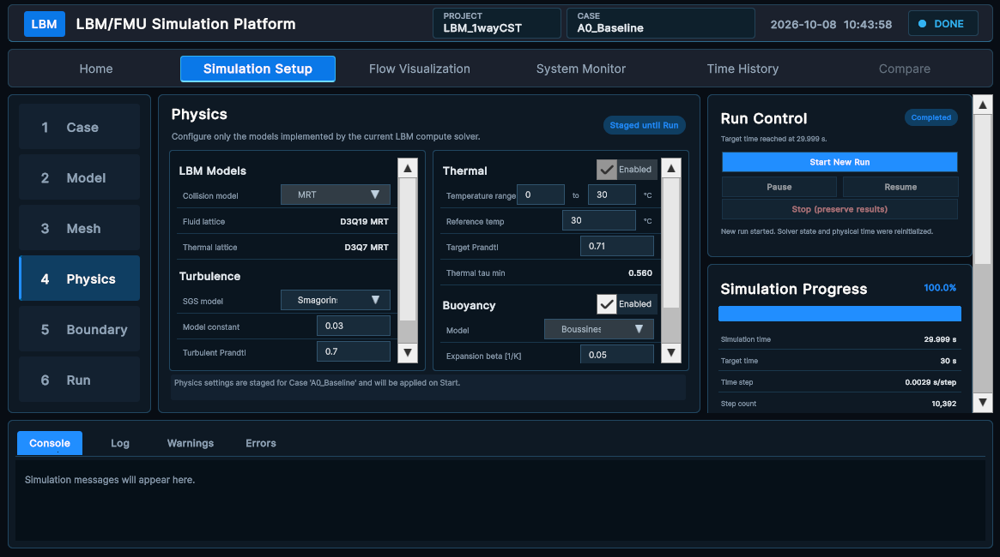 LBM
LBM/FMU Simulation Platform
PROJECT
LBM_1wayCST
CASE
A0_Baseline
2026-10-08 10:43:58
DONE
Home
Simulation Setup
Flow Visualization
System Monitor
Time History
Compare
1 Case
2 Model
3 Mesh
4 Physics
5 Boundary
6 Run
Physics
Configure only the models implemented by the current LBM compute solver.
Staged until Run
LBM Models
Collision model MRT
Fluid lattice D3Q19 MRT
Thermal lattice D3Q7 MRT
Turbulence
SGS model Smagorin
Model constant 0.03
Turbulent Prandtl 0.7
Thermal Enabled
Temperature range 0 to 30 °C
Reference temp 30 °C
Target Prandtl 0.71
Thermal tau min 0.560
Buoyancy Enabled
Model Boussines
Expansion beta [1/K] 0.05
Physics settings are staged for Case 'A0_Baseline' and will be applied on Start.
Run Control
Completed
Target time reached at 29.999 s.
Start New Run
Pause
Resume
Stop (preserve results)
New run started. Solver state and physical time were reinitialized.
Simulation Progress 100.0%
Simulation time 29.999 s
Target time 30 s
Time step 0.0029 s/step
Step count 10,392
Console
Log
Warnings
Errors
Simulation messages will appear here.